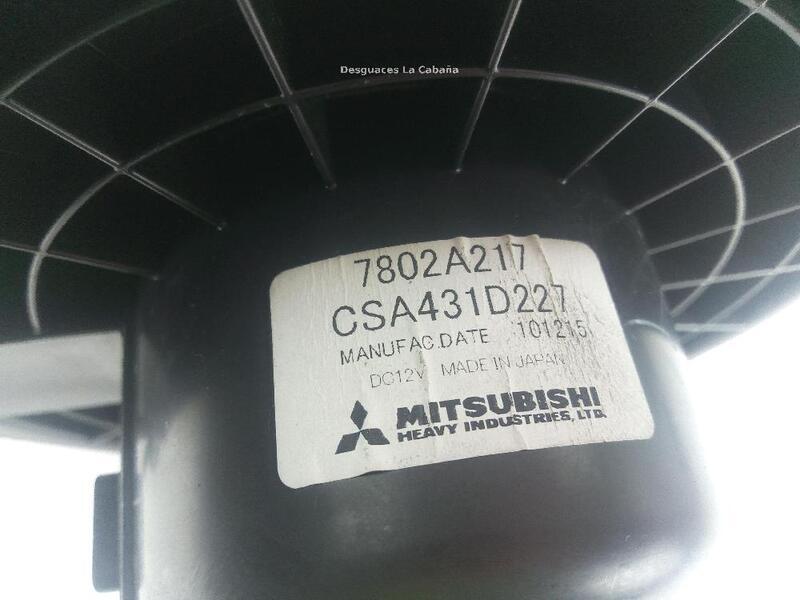 Desguaces La Cabaña
7802A217
CSA431D227
MANUFAC.DATE 101215
DC12V MADE IN JAPAN
MITSUBISHI
HEAVY INDUSTRIES, LTD.